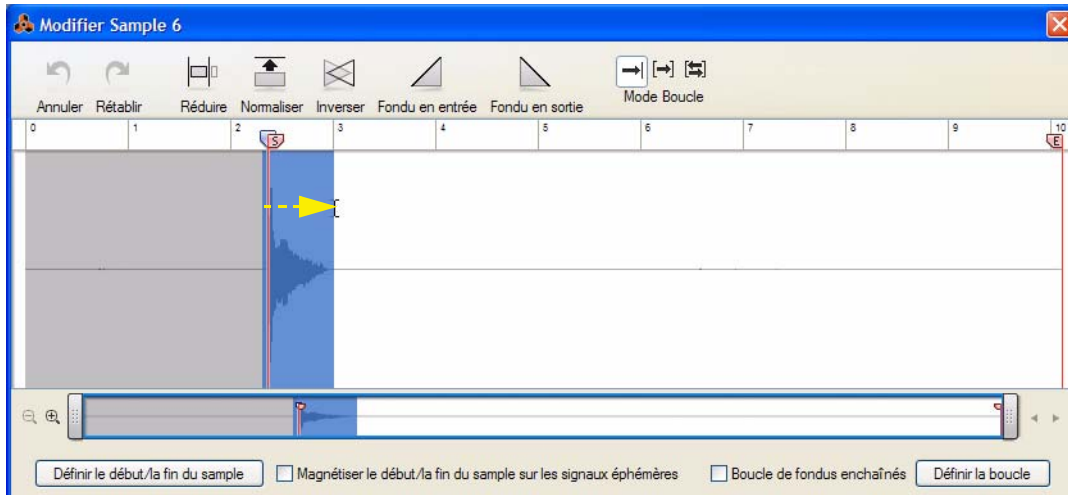 Modifier Sample 6
Annuler Rétablir Réduire Normaliser Inverser Fondu en entrée Fondu en sortie Mode Boucle
0 1 2 3 4 5 6 7 8 9 10
S E
Définir le début/la fin du sample Magnétiser le début/la fin du sample sur les signaux éphémères Boucle de fondus enchaînés Définir la boucle